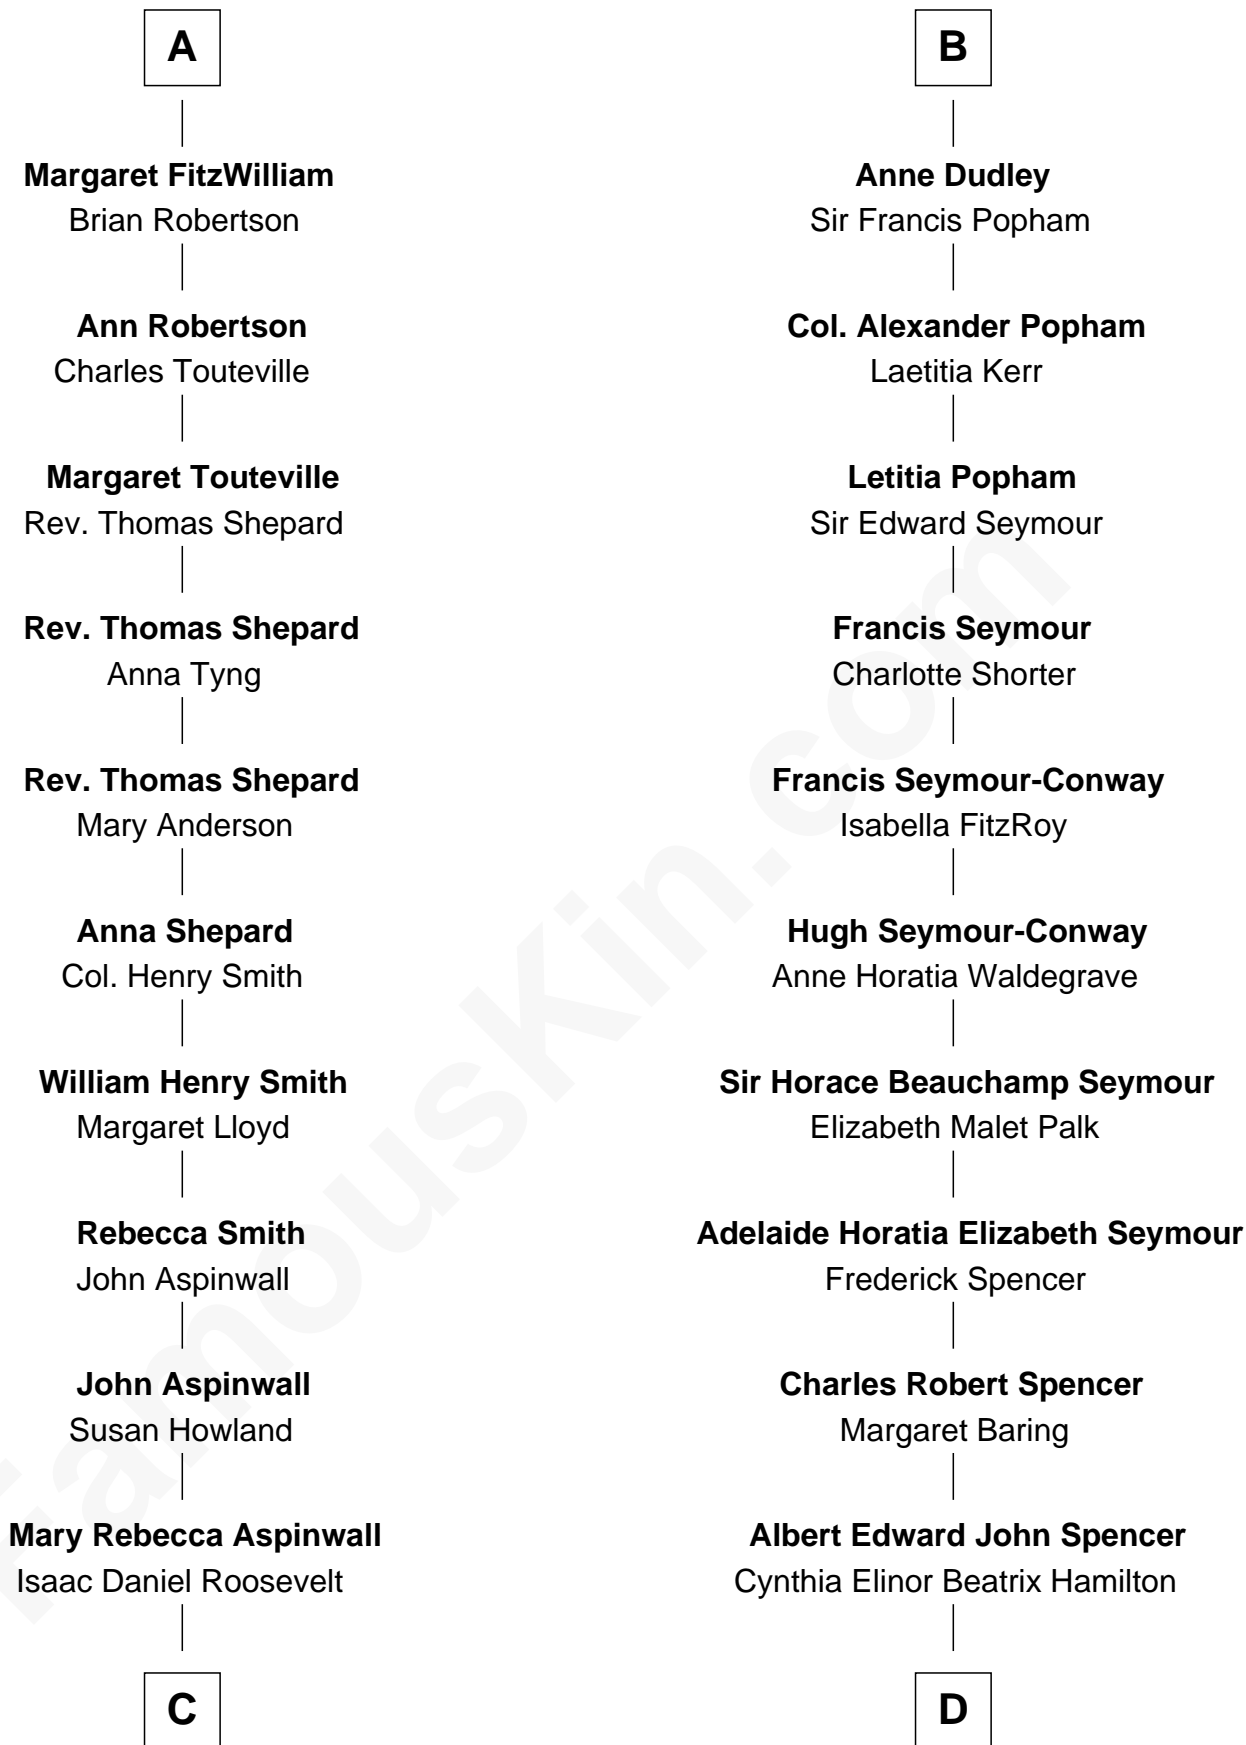 A
Margaret FitzWilliam
Brian Robertson
Ann Robertson
Charles Touteville
Margaret Touteville
Rev. Thomas Shepard
Rev. Thomas Shepard
Anna Tyng
Rev. Thomas Shepard
Mary Anderson
Anna Shepard
Col. Henry Smith
William Henry Smith
Margaret Lloyd
Rebecca Smith
John Aspinwall
John Aspinwall
Susan Howland
Mary Rebecca Aspinwall
Isaac Daniel Roosevelt
C
B
Anne Dudley
Sir Francis Popham
Col. Alexander Popham
Laetitia Kerr
Letitia Popham
Sir Edward Seymour
Francis Seymour
Charlotte Shorter
Francis Seymour-Conway
Isabella FitzRoy
Hugh Seymour-Conway
Anne Horatia Waldegrave
Sir Horace Beauchamp Seymour
Elizabeth Malet Palk
Adelaide Horatia Elizabeth Seymour
Frederick Spencer
Charles Robert Spencer
Margaret Baring
Albert Edward John Spencer
Cynthia Elinor Beatrix Hamilton
D
FamousKin.com